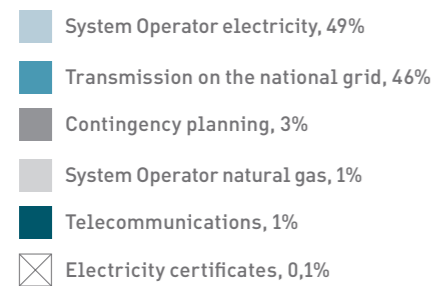 System Operator electricity, 49%
Transmission on the national grid, 46%
Contingency planning, 3%
System Operator natural gas, 1%
Telecommunications, 1%
Electricity certificates, 0,1%